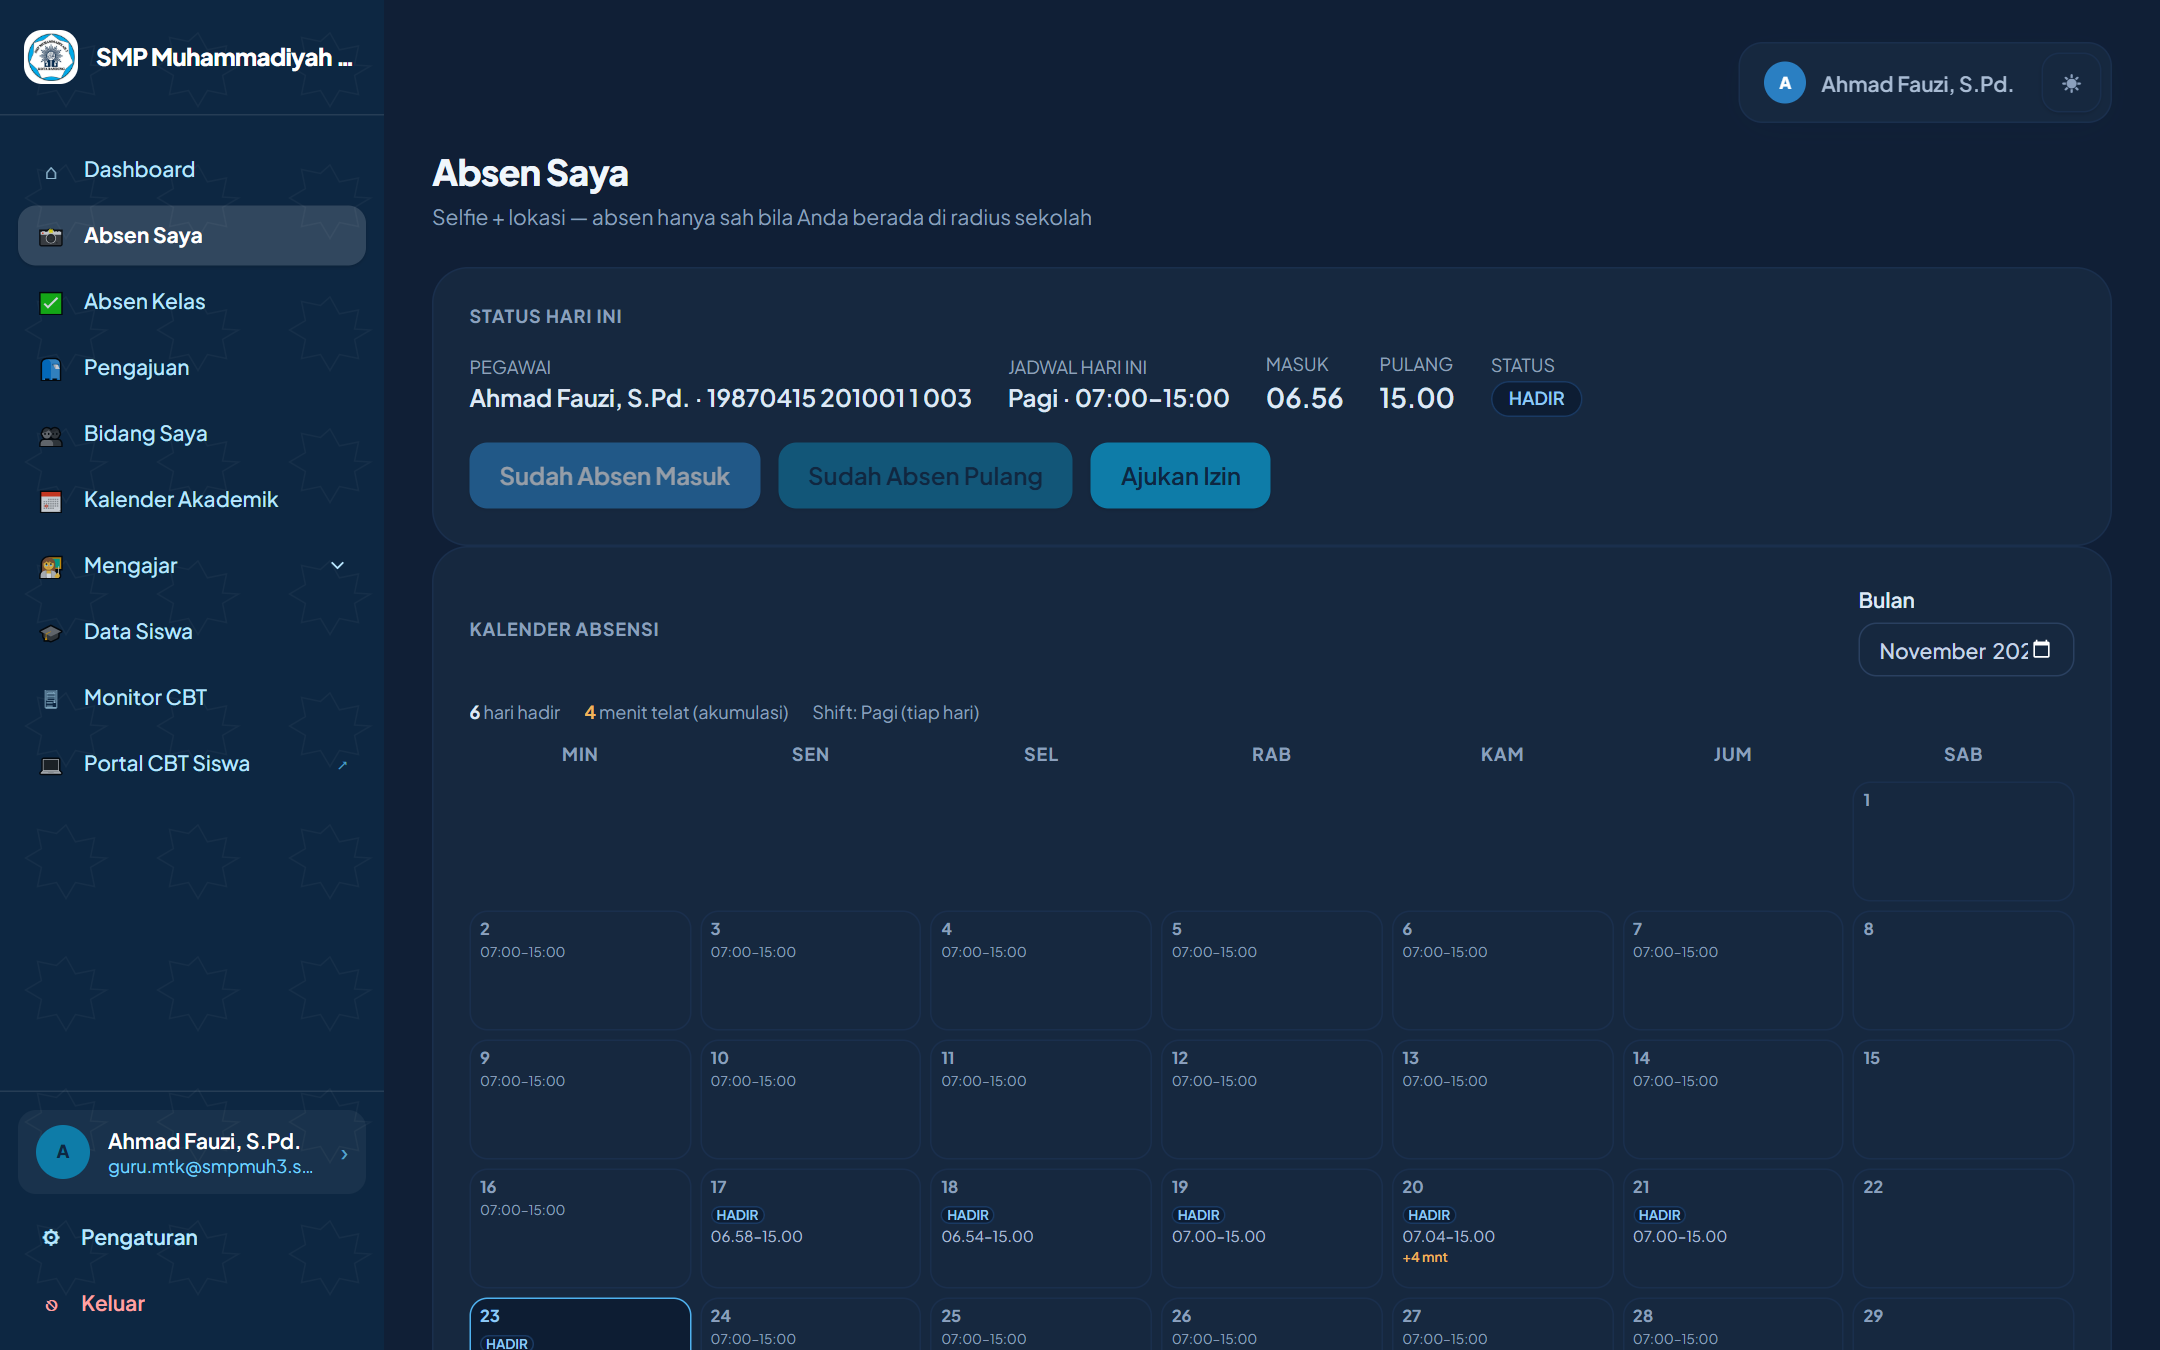 SMP Muhammadiyah ...
Dashboard
Absen Saya
Absen Kelas
Pengajuan
Bidang Saya
Kalender Akademik
Mengajar
Data Siswa
Monitor CBT
Portal CBT Siswa
A
Ahmad Fauzi, S.Pd.
guru.mtk@smpmuh3.s...
Pengaturan
Keluar
A
Ahmad Fauzi, S.Pd.
Absen Saya
Selfie + lokasi — absen hanya sah bila Anda berada di radius sekolah
STATUS HARI INI
PEGAWAI
Ahmad Fauzi, S.Pd. · 19870415 201001 1 003
JADWAL HARI INI
Pagi · 07:00–15:00
MASUK
06.56
PULANG
15.00
STATUS
HADIR
Sudah Absen Masuk
Sudah Absen Pulang
Ajukan Izin
KALENDER ABSENSI
Bulan
November 202
6 hari hadir 4 menit telat (akumulasi) Shift: Pagi (tiap hari)
MIN SEN SEL RAB KAM JUM SAB
1
2
07:00–15:00
3
07:00–15:00
4
07:00–15:00
5
07:00–15:00
6
07:00–15:00
7
07:00–15:00
8
9
07:00–15:00
10
07:00–15:00
11
07:00–15:00
12
07:00–15:00
13
07:00–15:00
14
07:00–15:00
15
16
07:00–15:00
17
HADIR
06.58–15.00
18
HADIR
06.54–15.00
19
HADIR
07.00–15.00
20
HADIR
07.04–15.00
+4 mnt
21
HADIR
07.00–15.00
22
23
HADIR
24
07:00–15:00
25
07:00–15:00
26
07:00–15:00
27
07:00–15:00
28
07:00–15:00
29